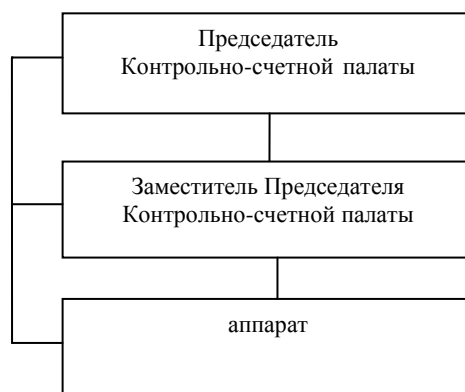 Председатель
Контрольно-счетной палаты
Заместитель Председателя
Контрольно-счетной палаты
аппарат